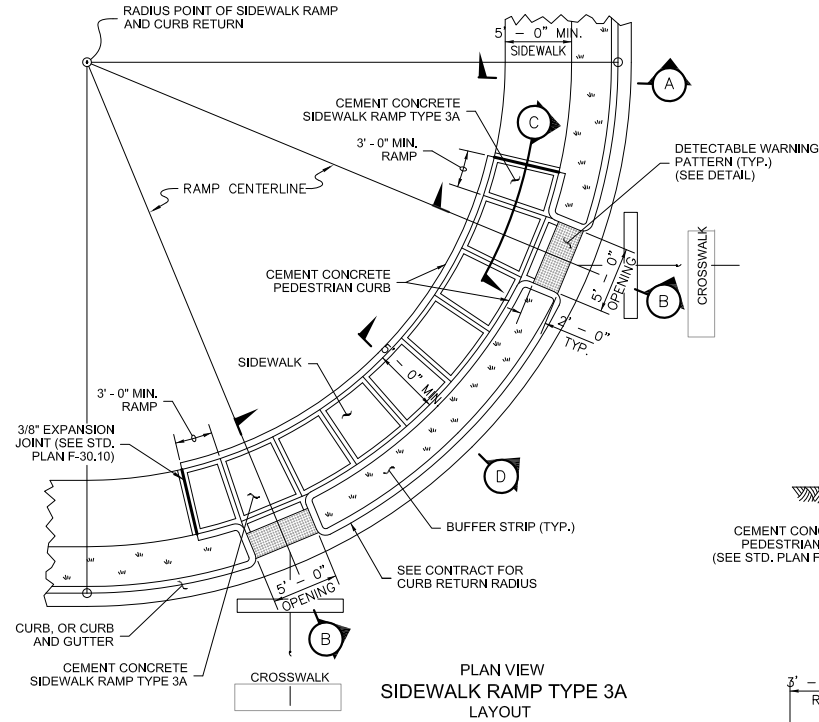 RADIUS POINT OF SIDEWALK RAMP
AND CURB RETURN
5' - 0" MIN.
SIDEWALK
A
CEMENT CONCRETE
SIDEWALK RAMP TYPE 3A
C
3' - 0" MIN.
RAMP
DETECTABLE WARNING
PATTERN (TYP.)
(SEE DETAIL)
RAMP CENTERLINE
CEMENT CONCRETE
PEDESTRIAN CURB
5' - 0"
OPENING
B
CROSSWALK
2' - 0"
TYP.
SIDEWALK
5' - 0" MIN
3' - 0" MIN.
RAMP
3/8" EXPANSION
JOINT (SEE STD.
PLAN F-30.10)
D
BUFFER STRIP (TYP.)
CEMENT CONC
PEDESTRIAN
(SEE STD. PLAN F
SEE CONTRACT FOR
CURB RETURN RADIUS
5' - 0"
OPENING
CURB, OR CURB
AND GUTTER
B
CEMENT CONCRETE
SIDEWALK RAMP TYPE 3A
CROSSWALK
PLAN VIEW
SIDEWALK RAMP TYPE 3A
LAYOUT
3' -
R